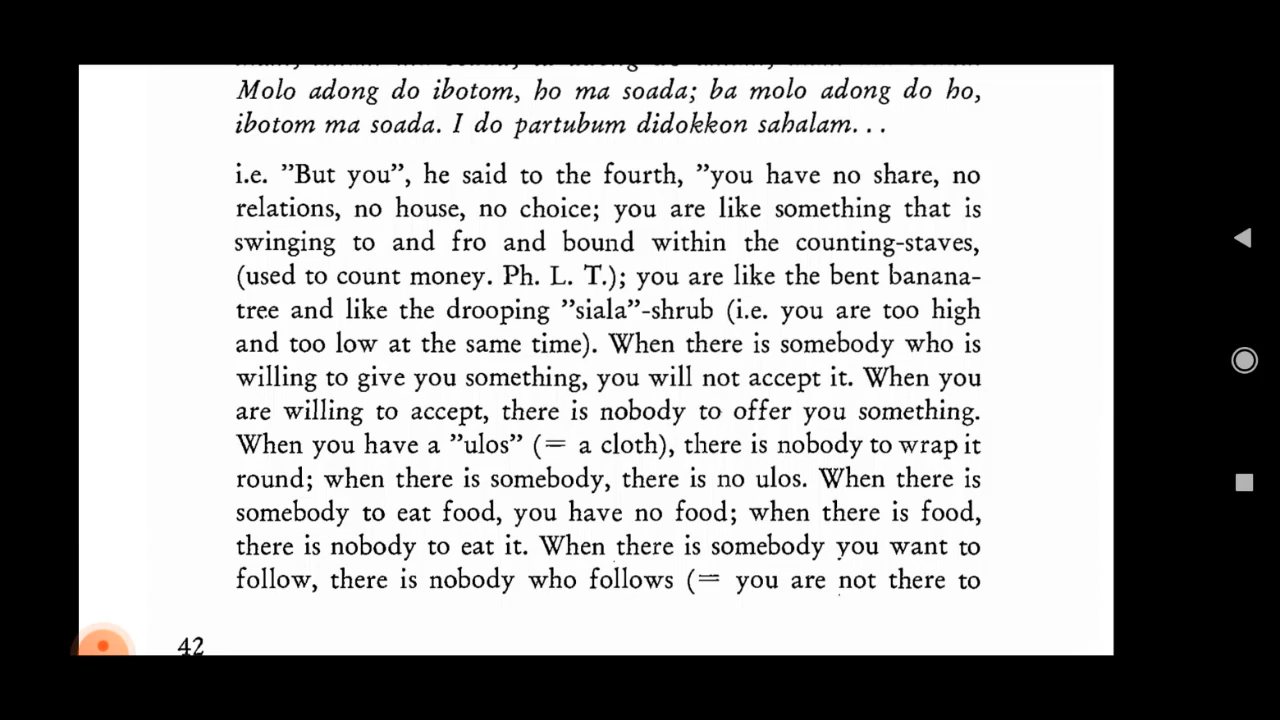 Molo adong do ibotom, ho ma soada; ba molo adong do ho,
ibotom ma soada. I do partubum didokkon sahalam. . .
i.e. ”But you”, he said to the fourth, ”you have no share, no
relations, no house, no choice; you are like something that is
swinging to and fro and bound within the counting-staves,
(used to count money. Ph. L. T.); you are like the bent banana-
tree and like the drooping ”siala”-shrub (i.e. you are too high
and too low at the same time). When there is somebody who is
willing to give you something, you will not accept it. When you
are willing to accept, there is nobody to offer you something.
When you have a ”ulos” (= a cloth), there is nobody to wrap it
round; when there is somebody, there is no ulos. When there is
somebody to eat food, you have no food; when there is food,
there is nobody to eat it. When there is somebody you want to
follow, there is nobody who follows (= you are not there to
42